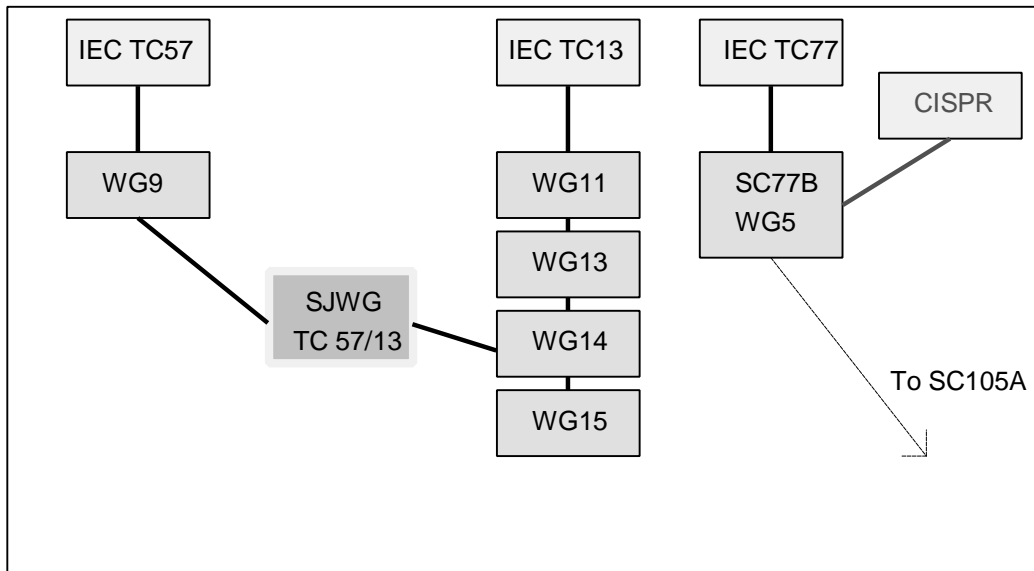 IEC TC57
IEC TC13
IEC TC77
CISPR
WG9
WG11
SC77B
WG5
WG13
SJWG
TC 57/13
WG14
To SC105A
WG15